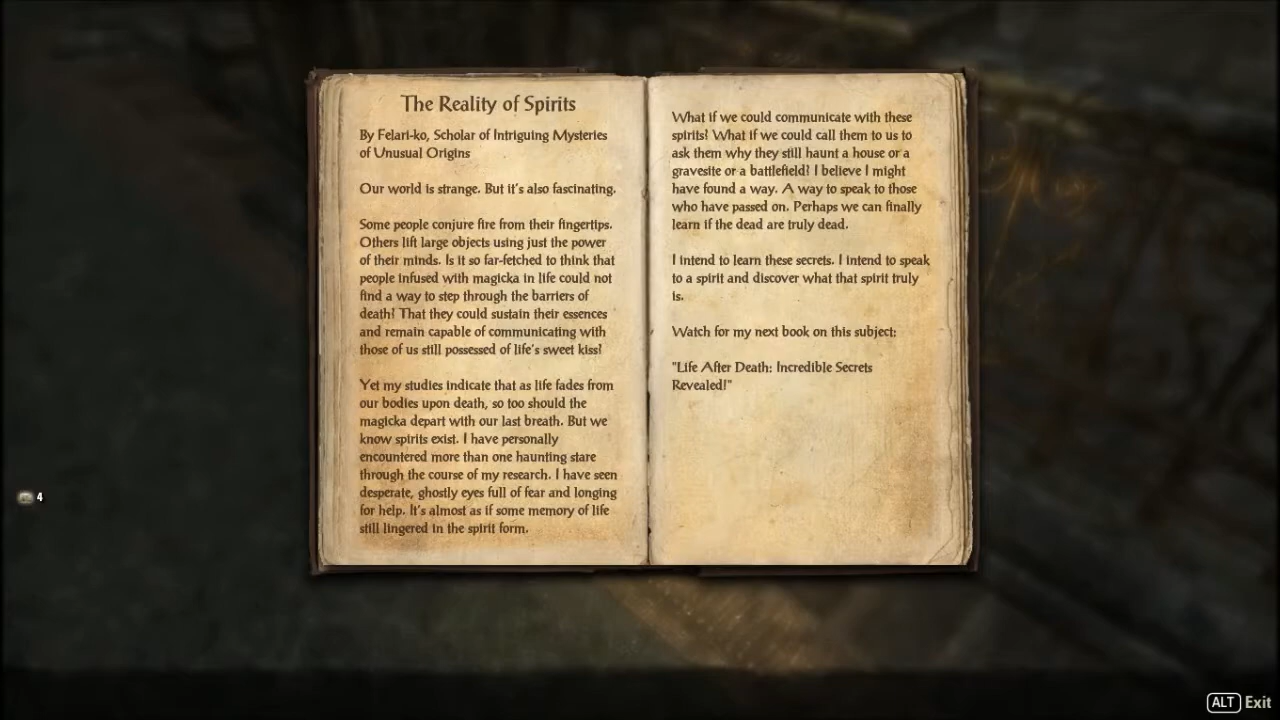 The Reality of Spirits
By Felari-ko, Scholar of Intriguing Mysteries
of Unusual Origins
Our world is strange. But it's also fascinating.
Some people conjure fire from their fingertips.
Others lift large objects using just the power
of their minds. Is it so far-fetched to think that
people infused with magicka in life could not
find a way to step through the barriers of
death? That they could sustain their essences
and remain capable of communicating with
those of us still possessed of life's sweet kiss?
Yet my studies indicate that as life fades from
our bodies upon death, so too should the
magicka depart with our last breath. But we
know spirits exist. I have personally
encountered more than one haunting stare
through the course of my research. I have seen
desperate, ghostly eyes full of fear and longing
for help. It's almost as if some memory of life
still lingered in the spirit form.
What if we could communicate with these
spirits? What if we could call them to us to
ask them why they still haunt a house or a
gravesite or a battlefield? I believe I might
have found a way. A way to speak to those
who have passed on. Perhaps we can finally
learn if the dead are truly dead.
I intend to learn these secrets. I intend to speak
to a spirit and discover what that spirit truly
is.
Watch for my next book on this subject:
"Life After Death: Incredible Secrets
Revealed!"
4
ALT Exit